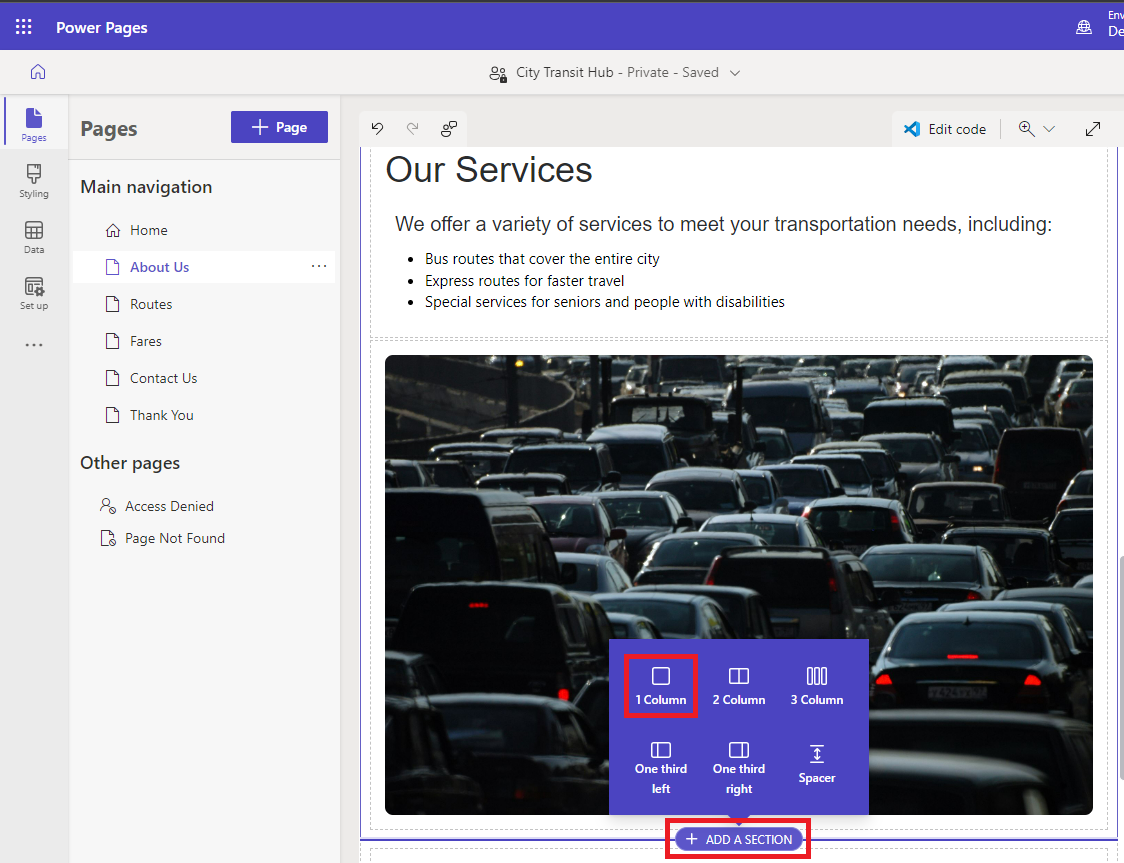 Power Pages
Env
De
City Transit Hub - Private - Saved
Pages
Styling
Data
Set up
Pages
Page
Main navigation
Home
About Us
Routes
Fares
Contact Us
Thank You
Other pages
Access Denied
Page Not Found
Edit code
Our Services
We offer a variety of services to meet your transportation needs, including:
Bus routes that cover the entire city
Express routes for faster travel
Special services for seniors and people with disabilities
1 Column
2 Column
3 Column
One third
left
One third
right
Spacer
ADD A SECTION